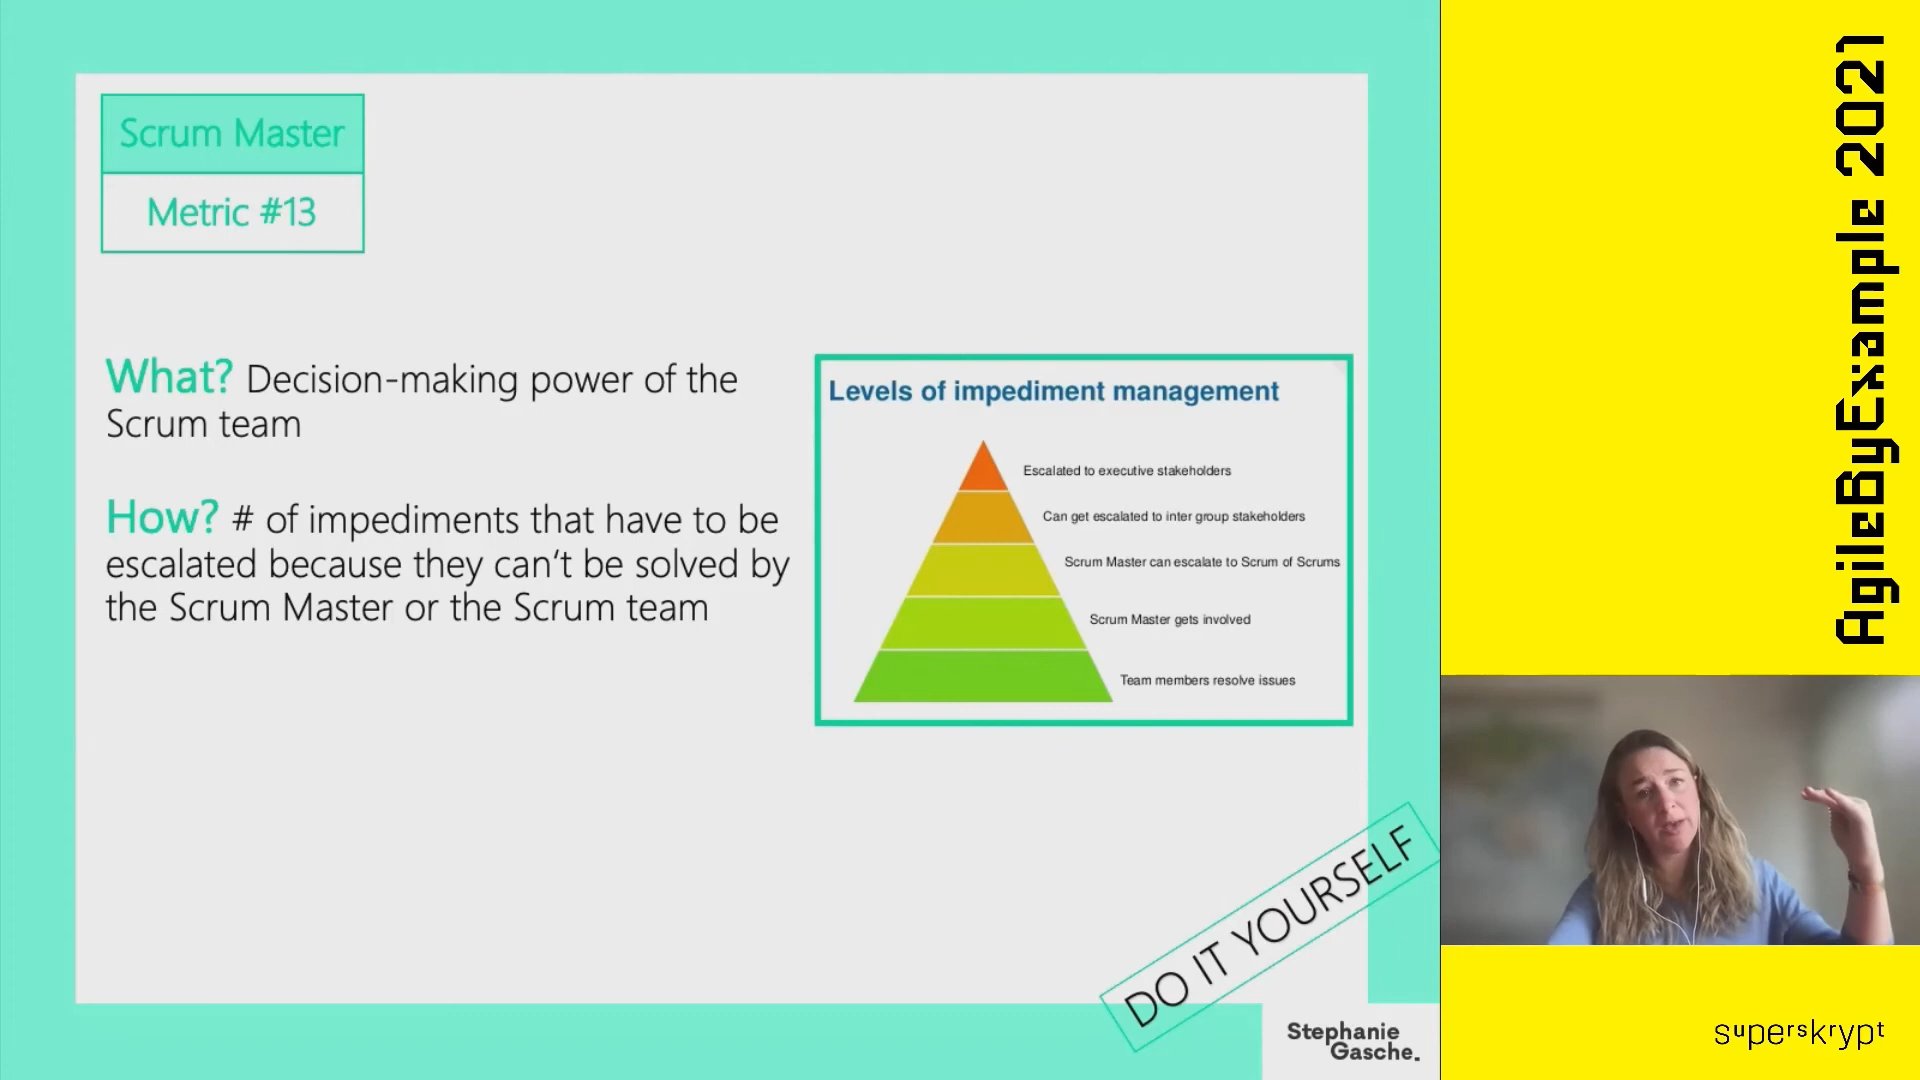 Scrum Master
Metric #13
What? Decision-making power of the
Scrum team
How? # of impediments that have to be
escalated because they can't be solved by
the Scrum Master or the Scrum team
Levels of impediment management
Escalated to executive stakeholders
Can get escalated to inter group stakeholders
Scrum Master can escalate to Scrum of Scrums
Scrum Master gets involved
Team members resolve issues
DO IT YOURSELF
Stephanie
Gasche.
AgileByExample 2021
superskrypt